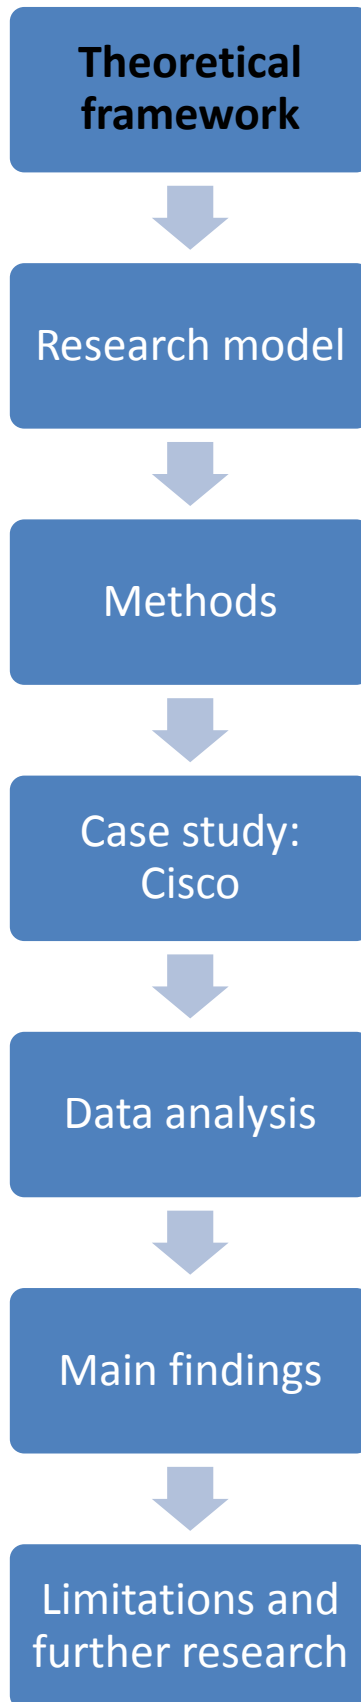 Theoretical
framework
Research model
Methods
Case study:
Cisco
Data analysis
Main findings
Limitations and
further research